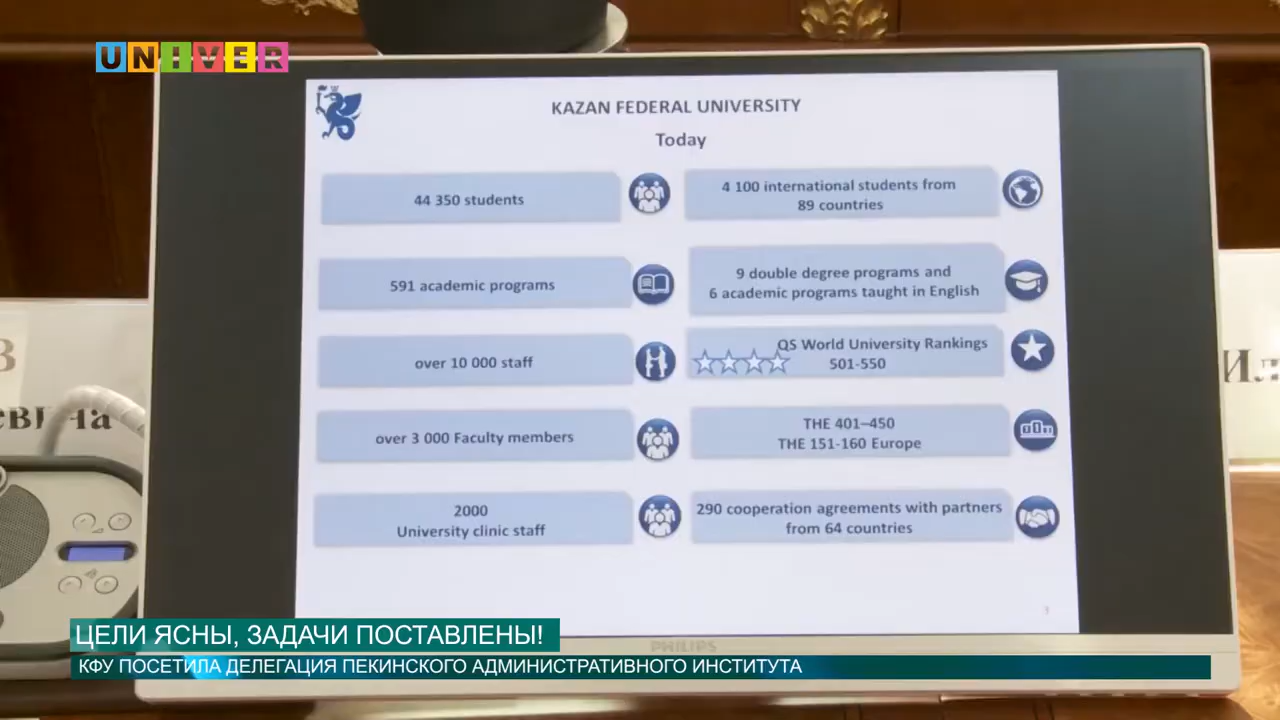 UNIVER
KAZAN FEDERAL UNIVERSITY
Today
44 350 students
4 100 international students from
89 countries
591 academic programs
9 double degree programs and
6 academic programs taught in English
over 10 000 staff
QS World University Rankings
501-550
over 3 000 Faculty members
THE 401–450
THE 151-160 Europe
2000
University clinic staff
290 cooperation agreements with partners
from 64 countries
3
PHILIPS
ЦЕЛИ ЯСНЫ, ЗАДАЧИ ПОСТАВЛЕНЫ!
КФУ ПОСЕТИЛА ДЕЛЕГАЦИЯ ПЕКИНСКОГО АДМИНИСТРАТИВНОГО ИНСТИТУТА